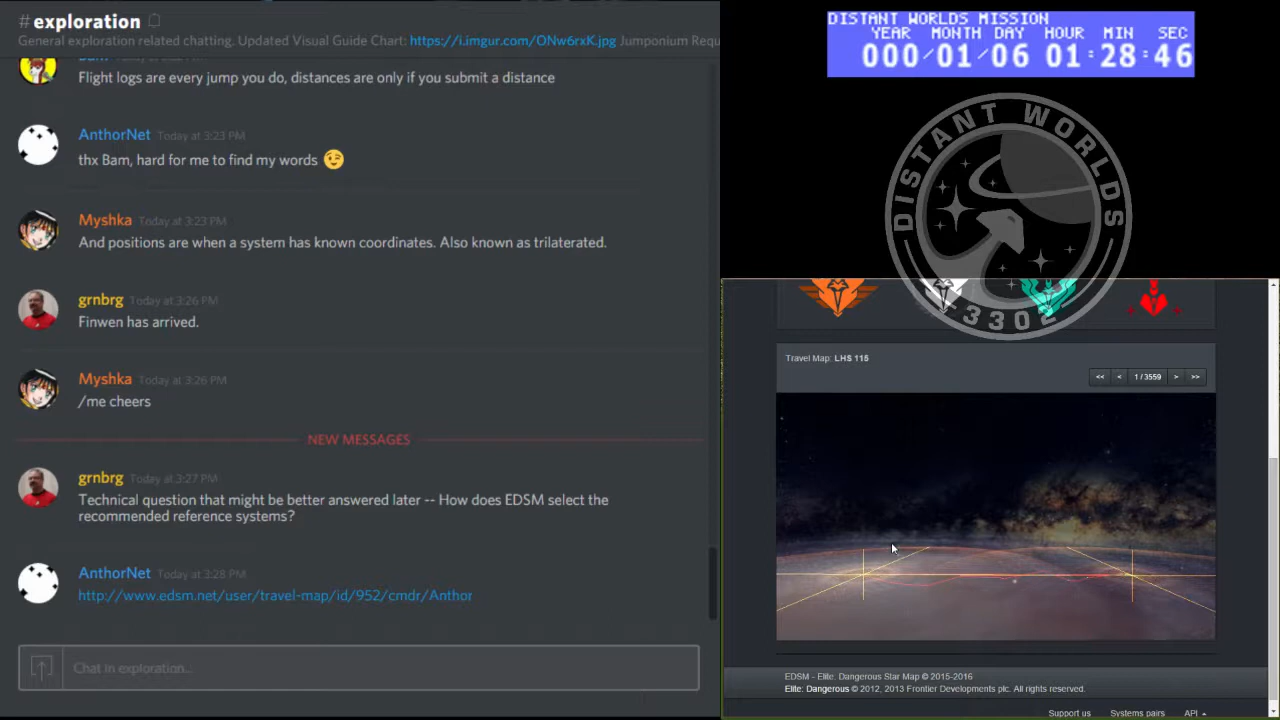 #exploration
General exploration related chatting. Updated Visual Guide Chart: https://i.imgur.com/ONw6rxK.jpg Jumponium Requ
Flight logs are every jump you do, distances are only if you submit a distance
AnthorNet Today at 3:23 PM
thx Bam, hard for me to find my words
Myshka Today at 3:23 PM
And positions are when a system has known coordinates. Also known as trilaterated.
grnbrg Today at 3:26 PM
Finwen has arrived.
Myshka Today at 3:26 PM
/me cheers
NEW MESSAGES
grnbrg Today at 3:27 PM
Technical question that might be better answered later -- How does EDSM select the
recommended reference systems?
AnthorNet Today at 3:28 PM
http://www.edsm.net/user/travel-map/id/952/cmdr/Anthor
Chat in exploration...
DISTANT WORLDS MISSION
YEAR MONTH DAY HOUR MIN SEC
000/01/06 01:28:46
DISTANT WORLDS
3302
Travel Map: LHS 115
<< < 1 / 3559 > >>
EDSM - Elite: Dangerous Star Map © 2015-2016
Elite: Dangerous © 2012, 2013 Frontier Developments plc. All rights reserved.
Support us Systems pairs API